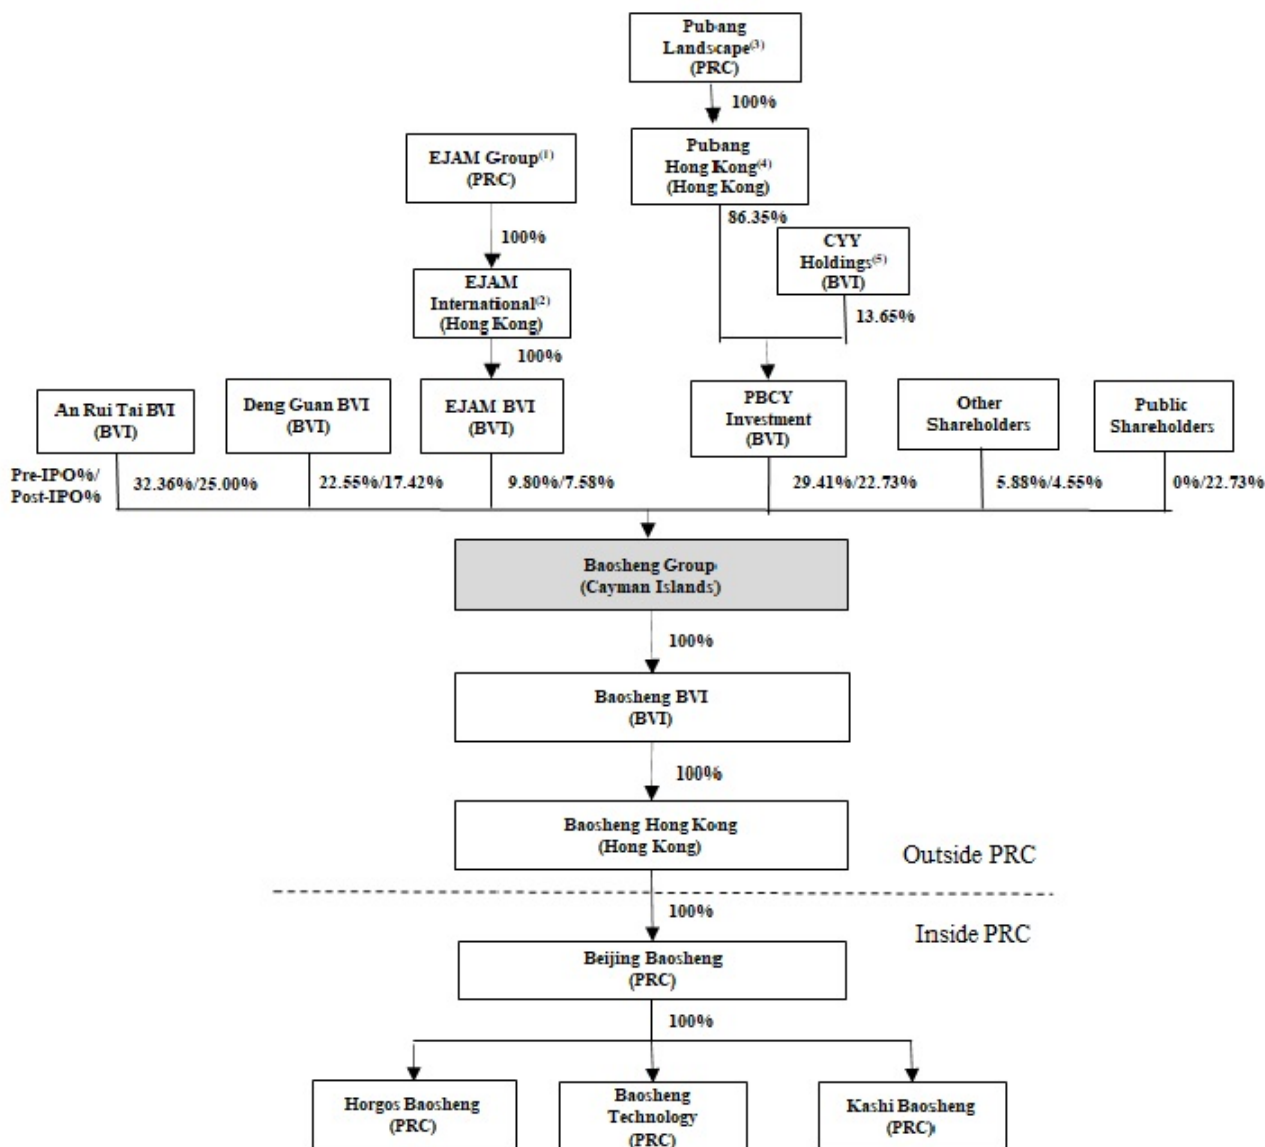 Pubang
Landscape(3)
(PRC)
100%
EJAM Group(1)
(PRC)
Pubang
Hong Kong(4)
(Hong Kong)
86.35%
100%
CYY
Holdings(5)
(BVI)
EJAM
International(2)
(Hong Kong)
13.65%
100%
An Rui Tai BVI
(BVI)
Deng Guan BVI
(BVI)
EJAM BVI
(BVI)
PBCY
Investment
(BVI)
Other
Shareholders
Public
Shareholders
Pre-IPO%/
Post-IPO%
32.36%/25.00%
22.55%/17.42%
9.80%/7.58%
29.41%/22.73%
5.88%/4.55%
0%/22.73%
Baosheng Group
(Cayman Islands)
100%
Baosheng BVI
(BVI)
100%
Baosheng Hong Kong
(Hong Kong)
Outside PRC
100%
Inside PRC
Beijing Baosheng
(PRC)
100%
Horgos Baosheng
(PRC)
Baosheng
Technology
(PRC)
Kashi Baosheng
(PRC)